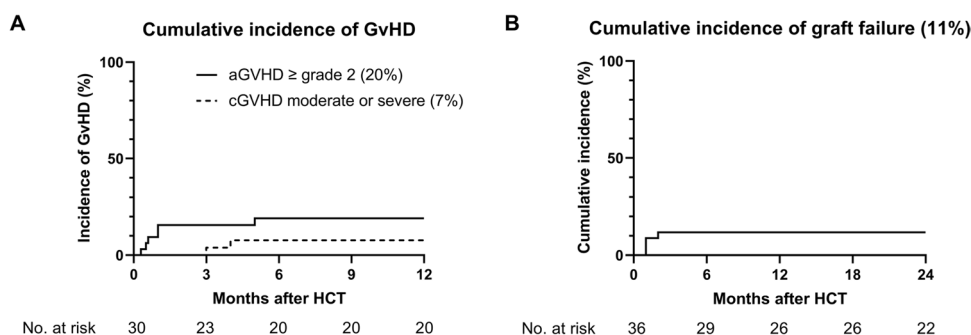 A
Cumulative incidence of GvHD
100
50
0
Incidence of GvHD (%)
aGVHD ≥ grade 2 (20%)
cGVHD moderate or severe (7%)
0 3 6 9 12
Months after HCT
No. at risk 30 23 20 20 20
B
Cumulative incidence of graft failure (11%)
100
50
0
Cumulative incidence (%)
0 6 12 18 24
Months after HCT
No. at risk 36 29 26 26 22